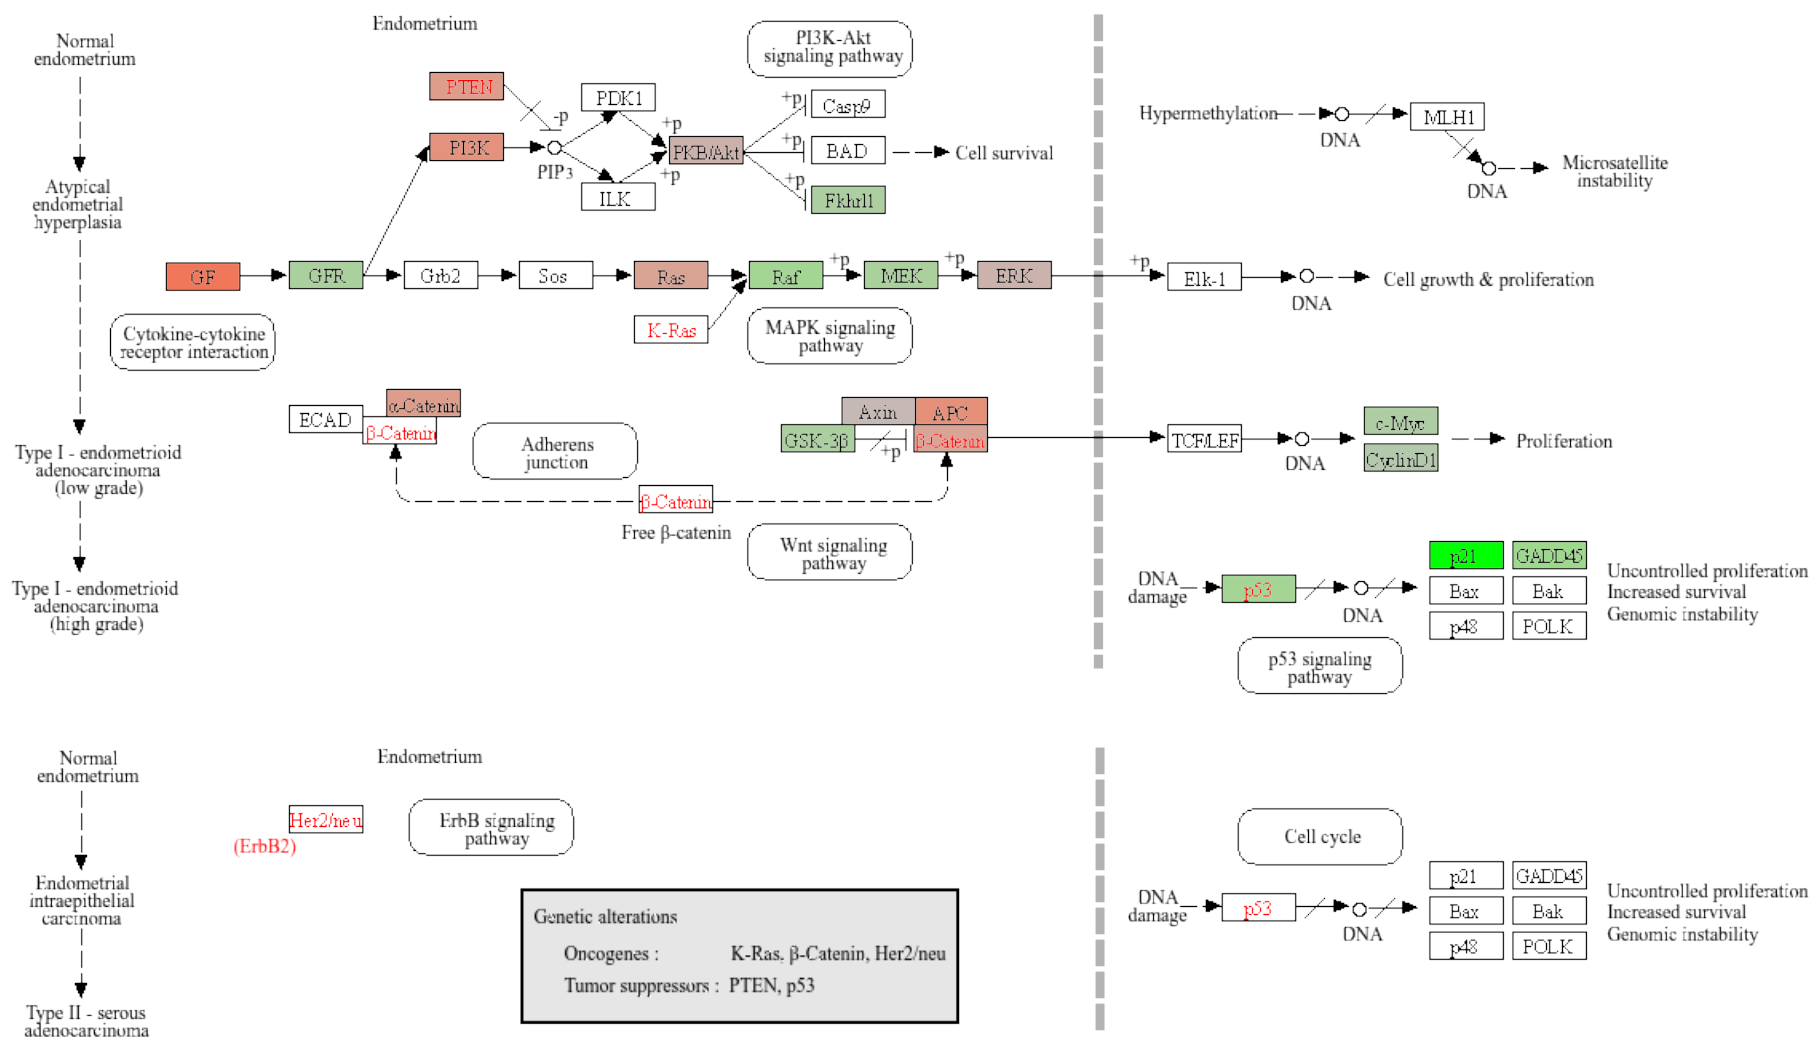 Endometrium
Normal
endometrium
Atypical
endometrial
hyperplasia
Type I - endometrioid
adenocarcinoma
(low grade)
Type I - endometrioid
adenocarcinoma
(high grade)
PI3K-Akt
signaling pathway
PTEN
-p
PI3K
PIP3
PDK1
ILK
+p
+p
PKB/Akt
+p
+p
+p
Casp9
BAD
Fkhrl1
Cell survival
Hypermethylation
DNA
MLH1
DNA
Microsatellite
instability
GF
GFR
Grb2
Sos
Ras
Raf
+p
MEK
+p
ERK
+p
Elk-1
DNA
Cell growth & proliferation
K-Ras
Cytokine-cytokine
receptor interaction
MAPK signaling
pathway
ECAD
α-Catenin
β-Catenin
Adherens
junction
Axin
APC
GSK-3β
+p
β-Catenin
TCF/LEF
DNA
c-Myc
CyclinD1
Proliferation
β-Catenin
Free β-catenin
Wnt signaling
pathway
DNA
damage
p53
DNA
p21
GADD45
Bax
Bak
p48
POLK
Uncontrolled proliferation
Increased survival
Genomic instability
p53 signaling
pathway
Normal
endometrium
Endometrial
intraepithelial
carcinoma
Type II - serous
adenocarcinoma
Endometrium
Her2/neu
(ErbB2)
ErbB signaling
pathway
Cell cycle
DNA
damage
p53
DNA
p21
GADD45
Bax
Bak
p48
POLK
Uncontrolled proliferation
Increased survival
Genomic instability
Genetic alterations
Oncogenes : K-Ras, β-Catenin, Her2/neu
Tumor suppressors : PTEN, p53